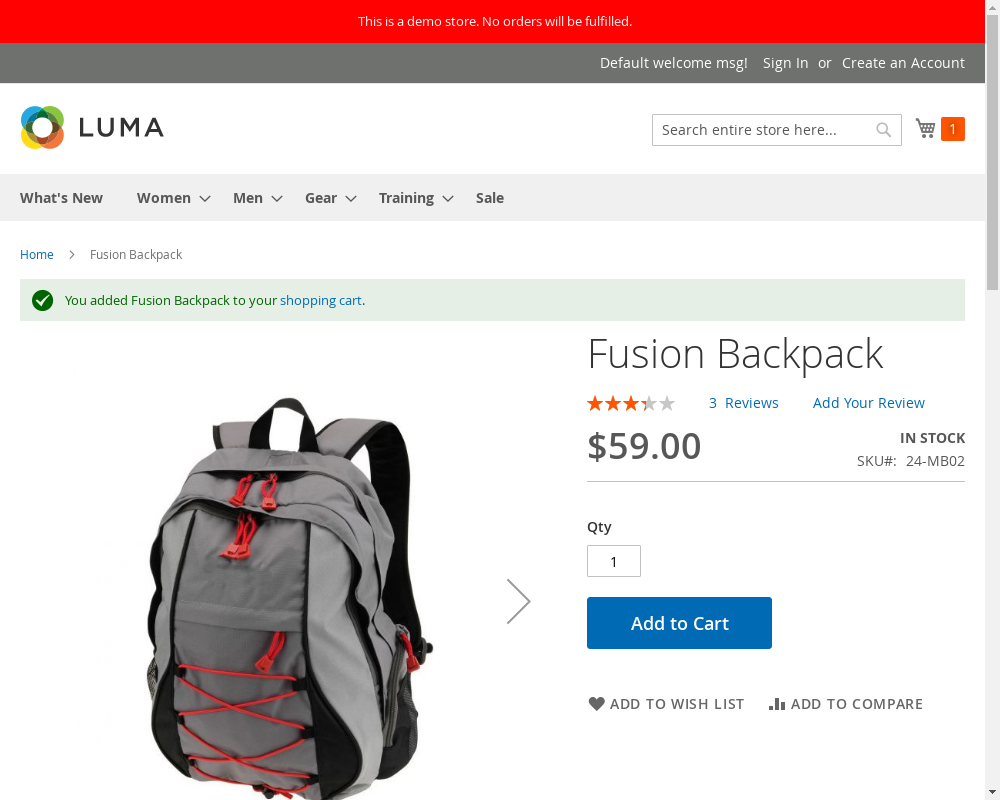 This is a demo store. No orders will be fulfilled.
Default welcome msg! Sign In or Create an Account
LUMA
Search entire store here...
1
What's New Women Men Gear Training Sale
Home Fusion Backpack
You added Fusion Backpack to your shopping cart.
Fusion Backpack
3 Reviews Add Your Review
$59.00
IN STOCK
SKU#: 24-MB02
Qty
1
Add to Cart
ADD TO WISH LIST ADD TO COMPARE